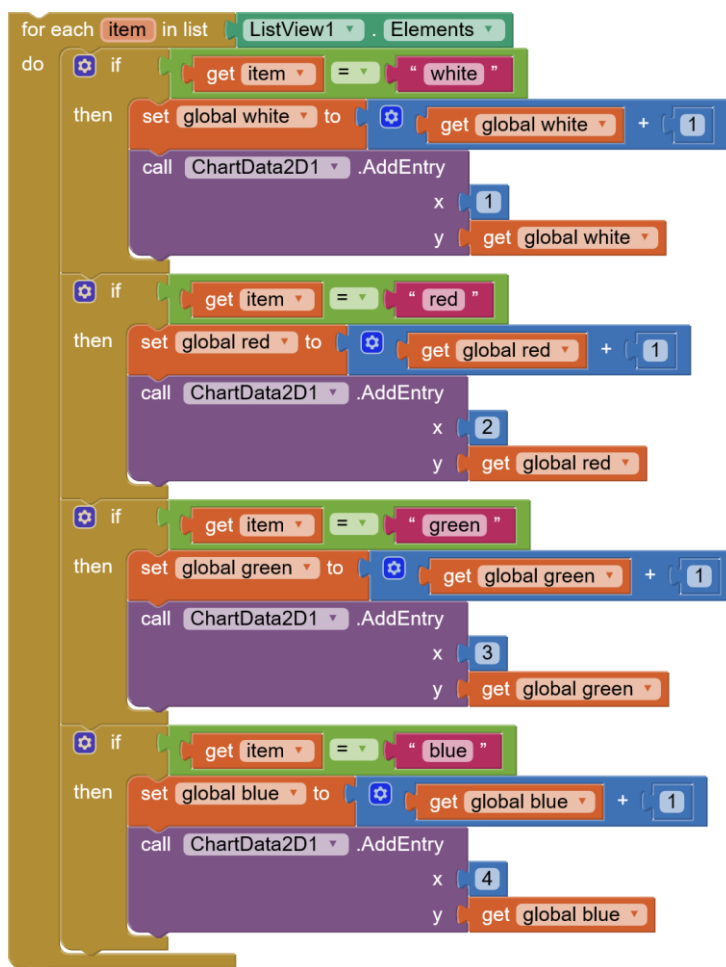 for each item in list ListView1 . Elements
do if get item = “ white ”
then set global white to get global white + 1
call ChartData2D1 .AddEntry
x 1
y get global white
if get item = “ red ”
then set global red to get global red + 1
call ChartData2D1 .AddEntry
x 2
y get global red
if get item = “ green ”
then set global green to get global green + 1
call ChartData2D1 .AddEntry
x 3
y get global green
if get item = “ blue ”
then set global blue to get global blue + 1
call ChartData2D1 .AddEntry
x 4
y get global blue